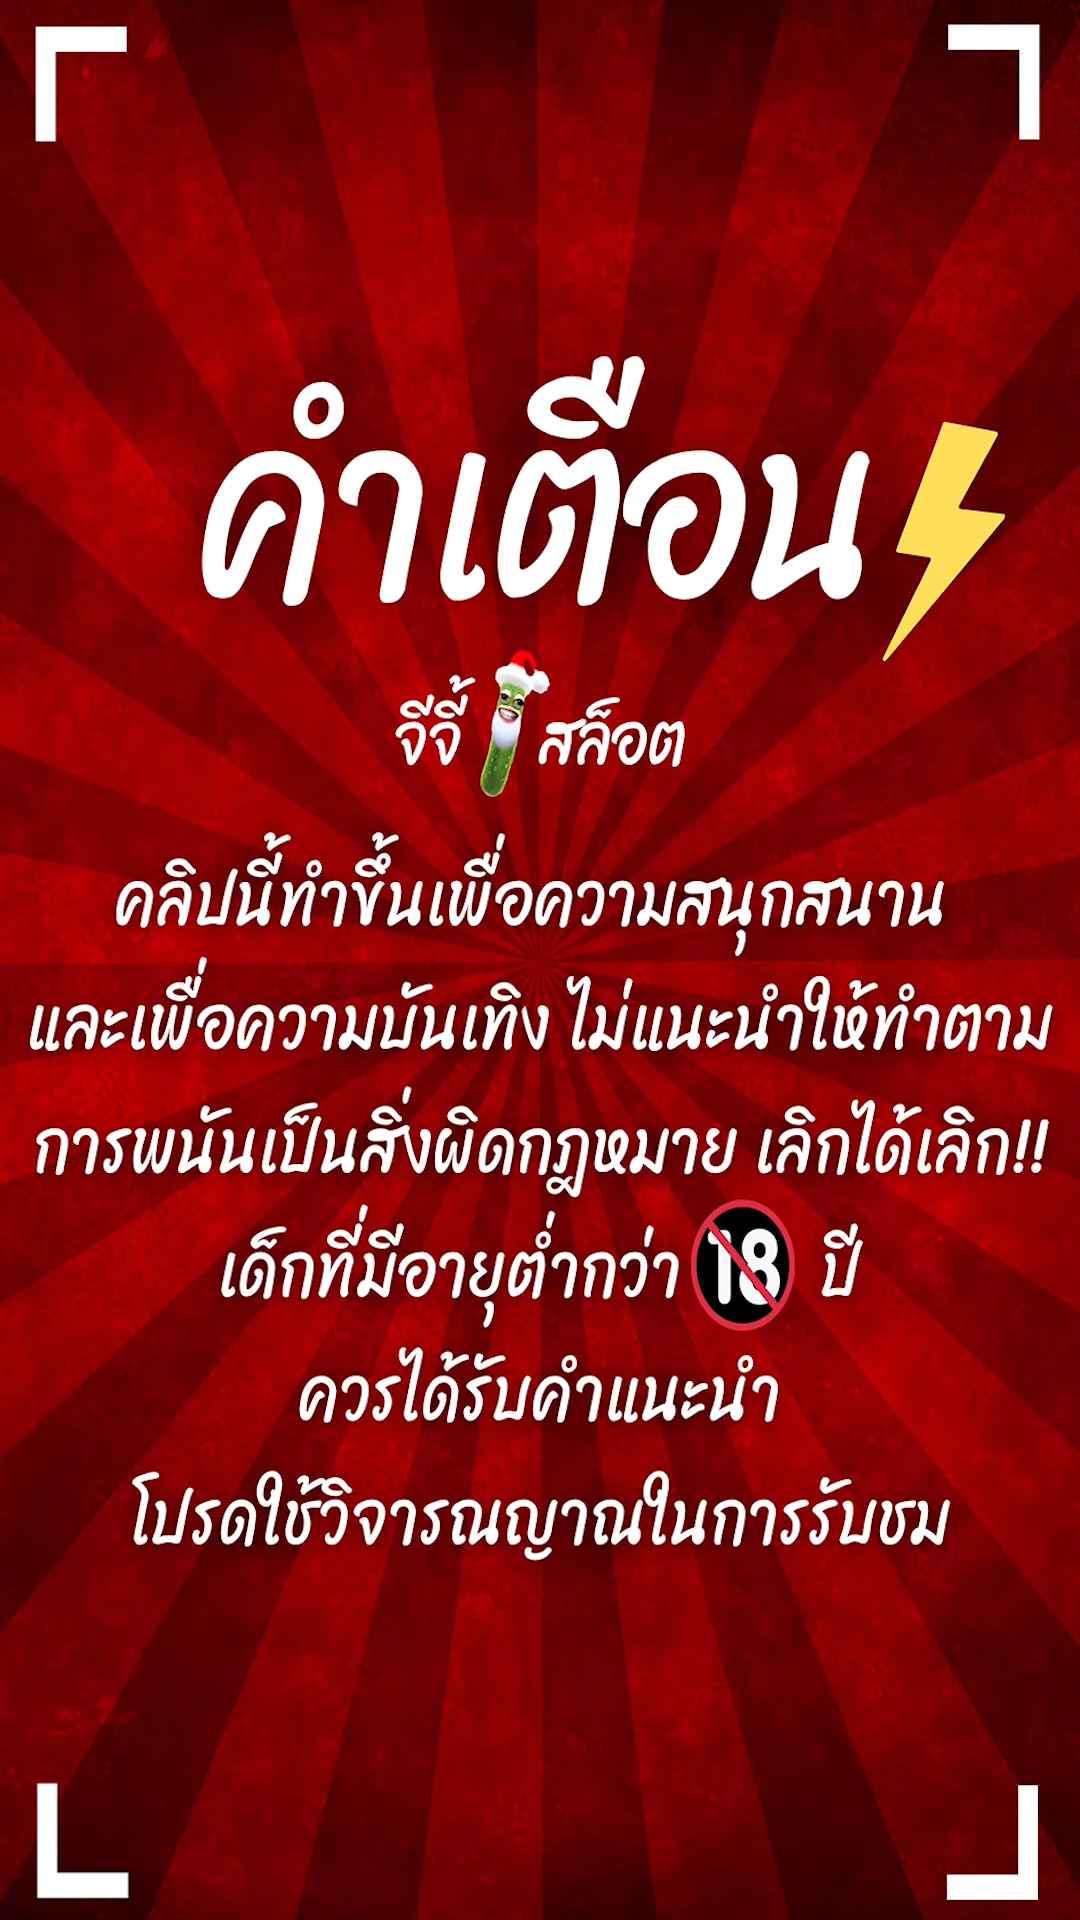 คำเตือน
จีจี้ สล็อต
คลิปนี้ทำขึ้นเพื่อความสนุกสนาน
และเพื่อความบันเทิง ไม่แนะนำให้ทำตาม
การพนันเป็นสิ่งผิดกฎหมาย เลิกได้เลิก!!
เด็กที่มีอายุต่ำกว่า 18 ปี
ควรได้รับคำแนะนำ
โปรดใช้วิจารณญาณในการรับชม